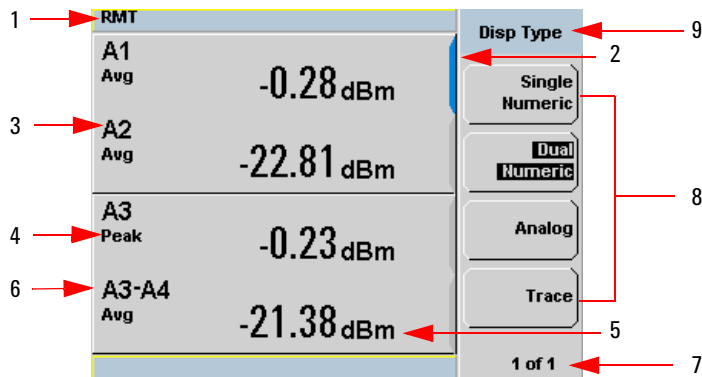 1
RMT
Disp Type
9
2
A1
Avg
-0.28 dBm
Single
Numeric
3
A2
Avg
-22.81 dBm
Dual
Numeric
8
A3
Peak
4
-0.23 dBm
Analog
6
A3-A4
Avg
-21.38 dBm
5
Trace
1 of 1
7